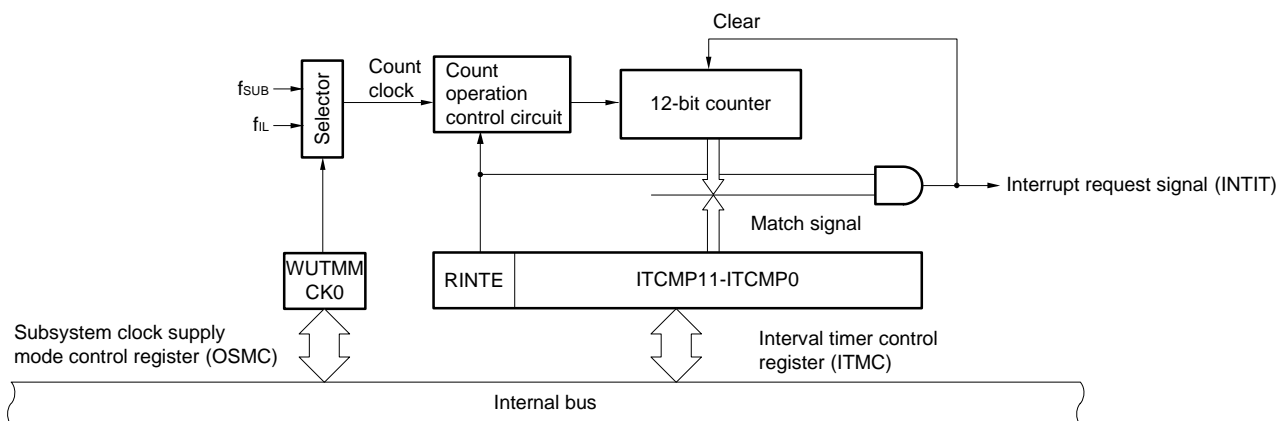 Clear
Count
clock
Count
operation
control circuit
12-bit counter
fSUB
fIL
Selector
Interrupt request signal (INTIT)
Match signal
WUTMM
CK0
RINTE
ITCMP11-ITCMP0
Subsystem clock supply
mode control register (OSMC)
Interval timer control
register (ITMC)
Internal bus